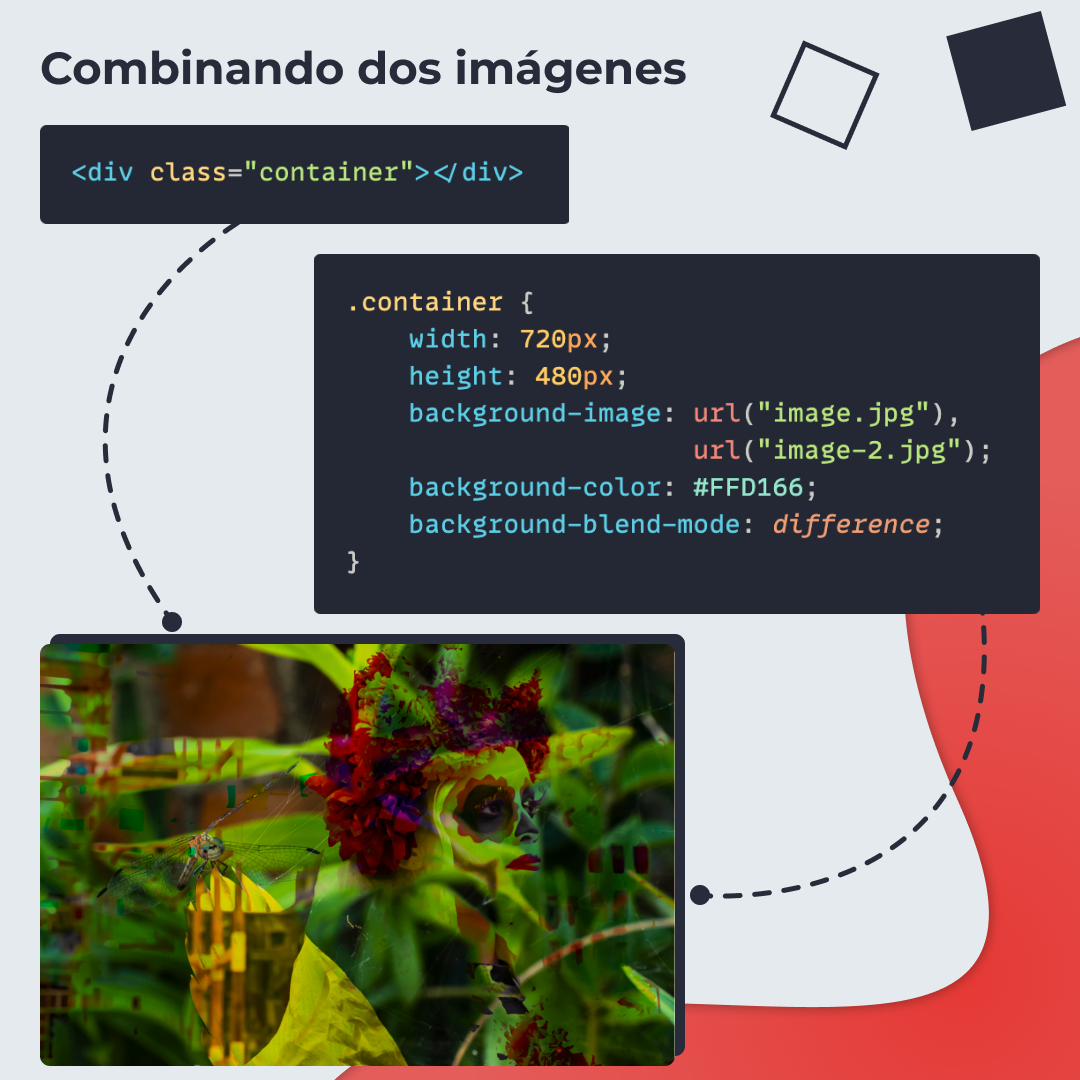 Combinando dos imágenes
<div class="container"></div>
.container {
    width: 720px;
    height: 480px;
    background-image: url("image.jpg"),
                      url("image-2.jpg");
    background-color: #FFD166;
    background-blend-mode: difference;
}